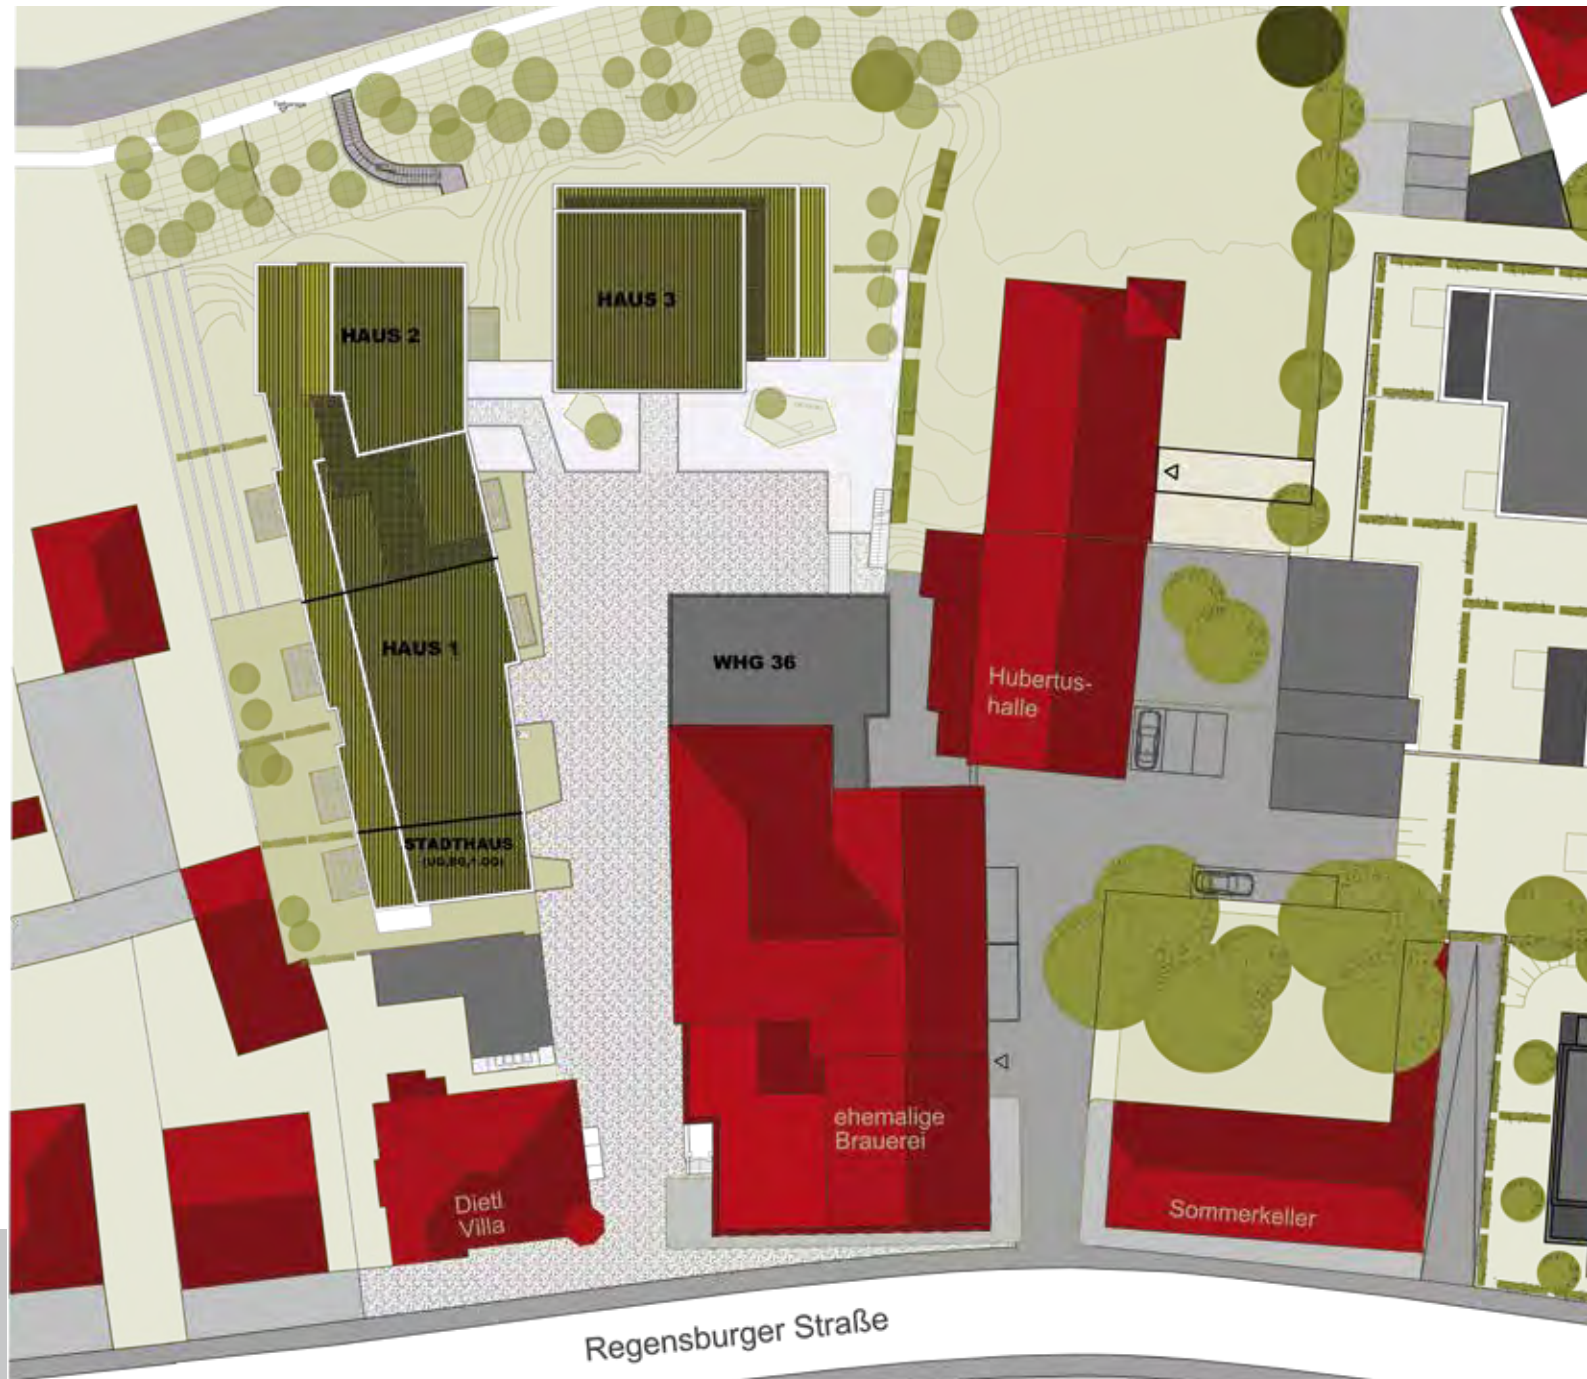 HAUS 3
HAUS 2
HAUS 1
WHG 36
Hubertus-
halle
STADTHAUS
(UG,EG,1.OG)
ehemalige
Brauerei
Dietl
Villa
Sommerkeller
Regensburger Straße